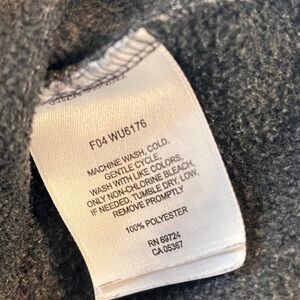 F04 WU6176
MACHINE WASH, COLD,
GENTLE CYCLE,
WASH WITH LIKE COLORS,
ONLY NON-CHLORINE BLEACH,
IF NEEDED, TUMBLE DRY, LOW,
REMOVE PROMPTLY
100% POLYESTER
RN 69724
CA 05367